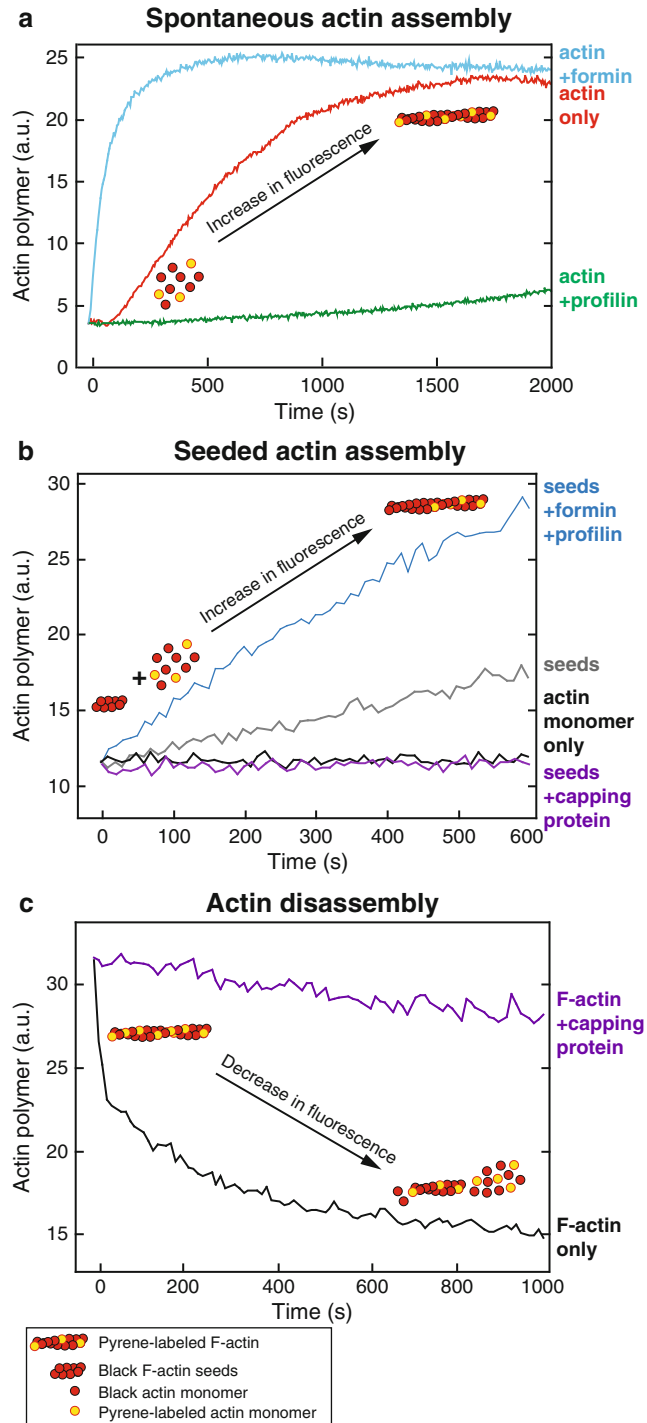 a
Spontaneous actin assembly
25
20
15
10
5
0
Actin polymer (a.u.)
actin
+formin
actin
only
Increase in fluorescence
actin
+profilin
0 500 1000 1500 2000
Time (s)
b
Seeded actin assembly
30
25
20
15
10
Actin polymer (a.u.)
seeds
+formin
+profilin
Increase in fluorescence
+
seeds
actin
monomer
only
seeds
+capping
protein
0 100 200 300 400 500 600
Time (s)
c
Actin disassembly
30
25
20
15
Actin polymer (a.u.)
F-actin
+capping
protein
Decrease in fluorescence
F-actin
only
0 200 400 600 800 1000
Time (s)
Pyrene-labeled F-actin
Black F-actin seeds
Black actin monomer
Pyrene-labeled actin monomer